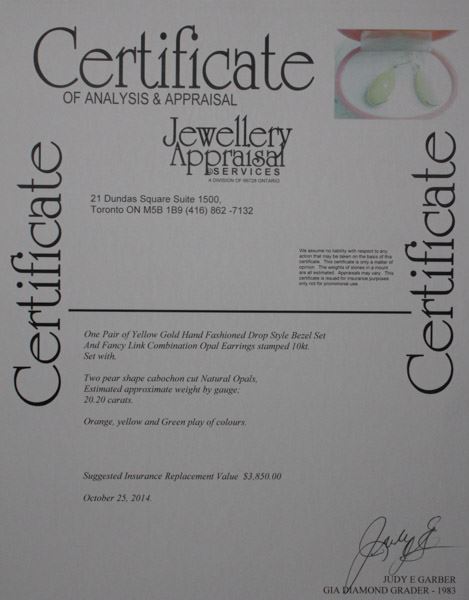 Certificate
OF ANALYSIS & APPRAISAL
Jewellery
Appraisal
SERVICES
A DIVISION OF 98728 ONTARIO
21 Dundas Square Suite 1500,
Toronto ON M5B 1B9 (416) 862 -7132
Certificate
Certificate
We assume no liability with respect to any
action that may be taken on the basis of this
certificate. This certificate is only a matter of
opinion. The weights of stones in a mount
are all estimated. Appraisals may vary. This
certificate is issued for insurance purposes
only not for promotional use
One Pair of Yellow Gold Hand Fashioned Drop Style Bezel Set
And Fancy Link Combination Opal Earrings stamped 10kt.
Set with.
Two pear shape cabochon cut Natural Opals,
Estimated approximate weight by gauge;
20.20 carats.
Orange, yellow and Green play of colours.
Suggested Insurance Replacement Value $3,850.00
October 25, 2014.
JUDY E GARBER
GIA DIAMOND GRADER - 1983